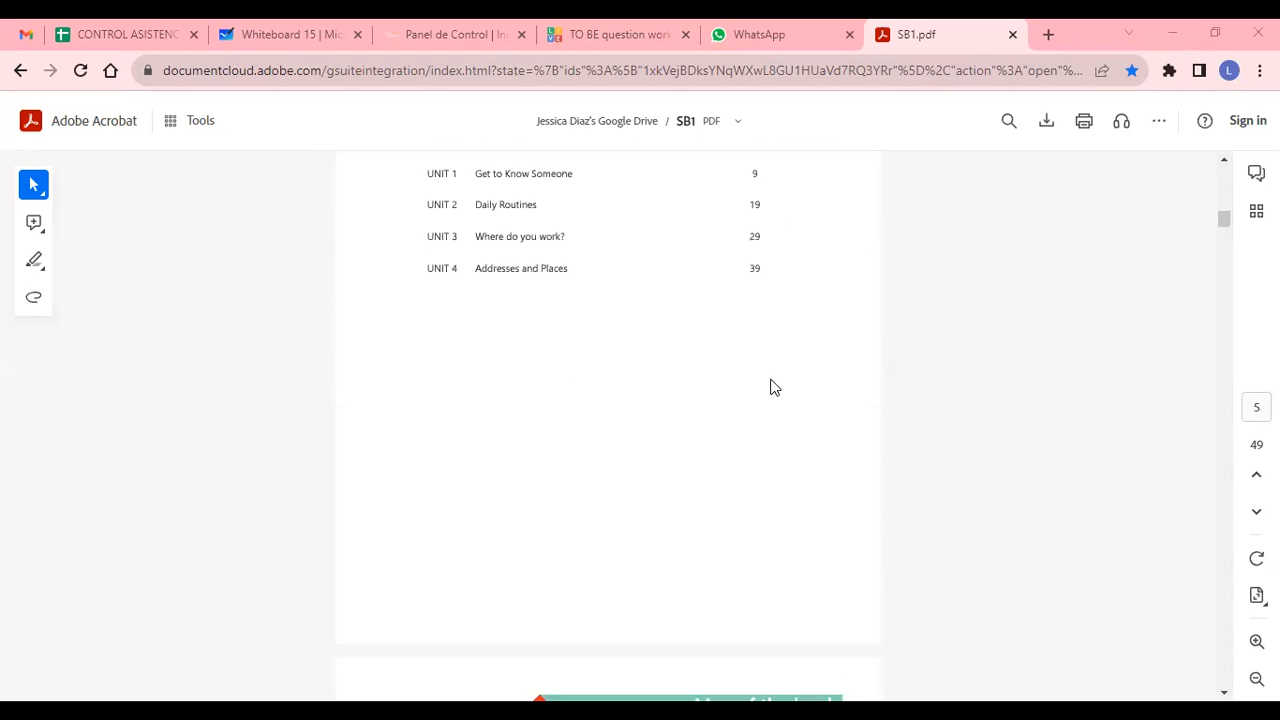 CONTROL ASISTENC
Whiteboard 15 | Mic
Panel de Control | In
TO BE question work
WhatsApp
SB1.pdf
documentcloud.adobe.com/gsuiteintegration/index.html?state=%7B"ids"%3A%5B"1xkVejBDksYNqWXwL8GU1HUaVd7RQ3YRr"%5D%2C"action"%3A"open"%...
L
Adobe Acrobat
Tools
Jessica Diaz's Google Drive / SB1 PDF
Sign in
UNIT 1 Get to Know Someone 9
UNIT 2 Daily Routines 19
UNIT 3 Where do you work? 29
UNIT 4 Addresses and Places 39
5
49